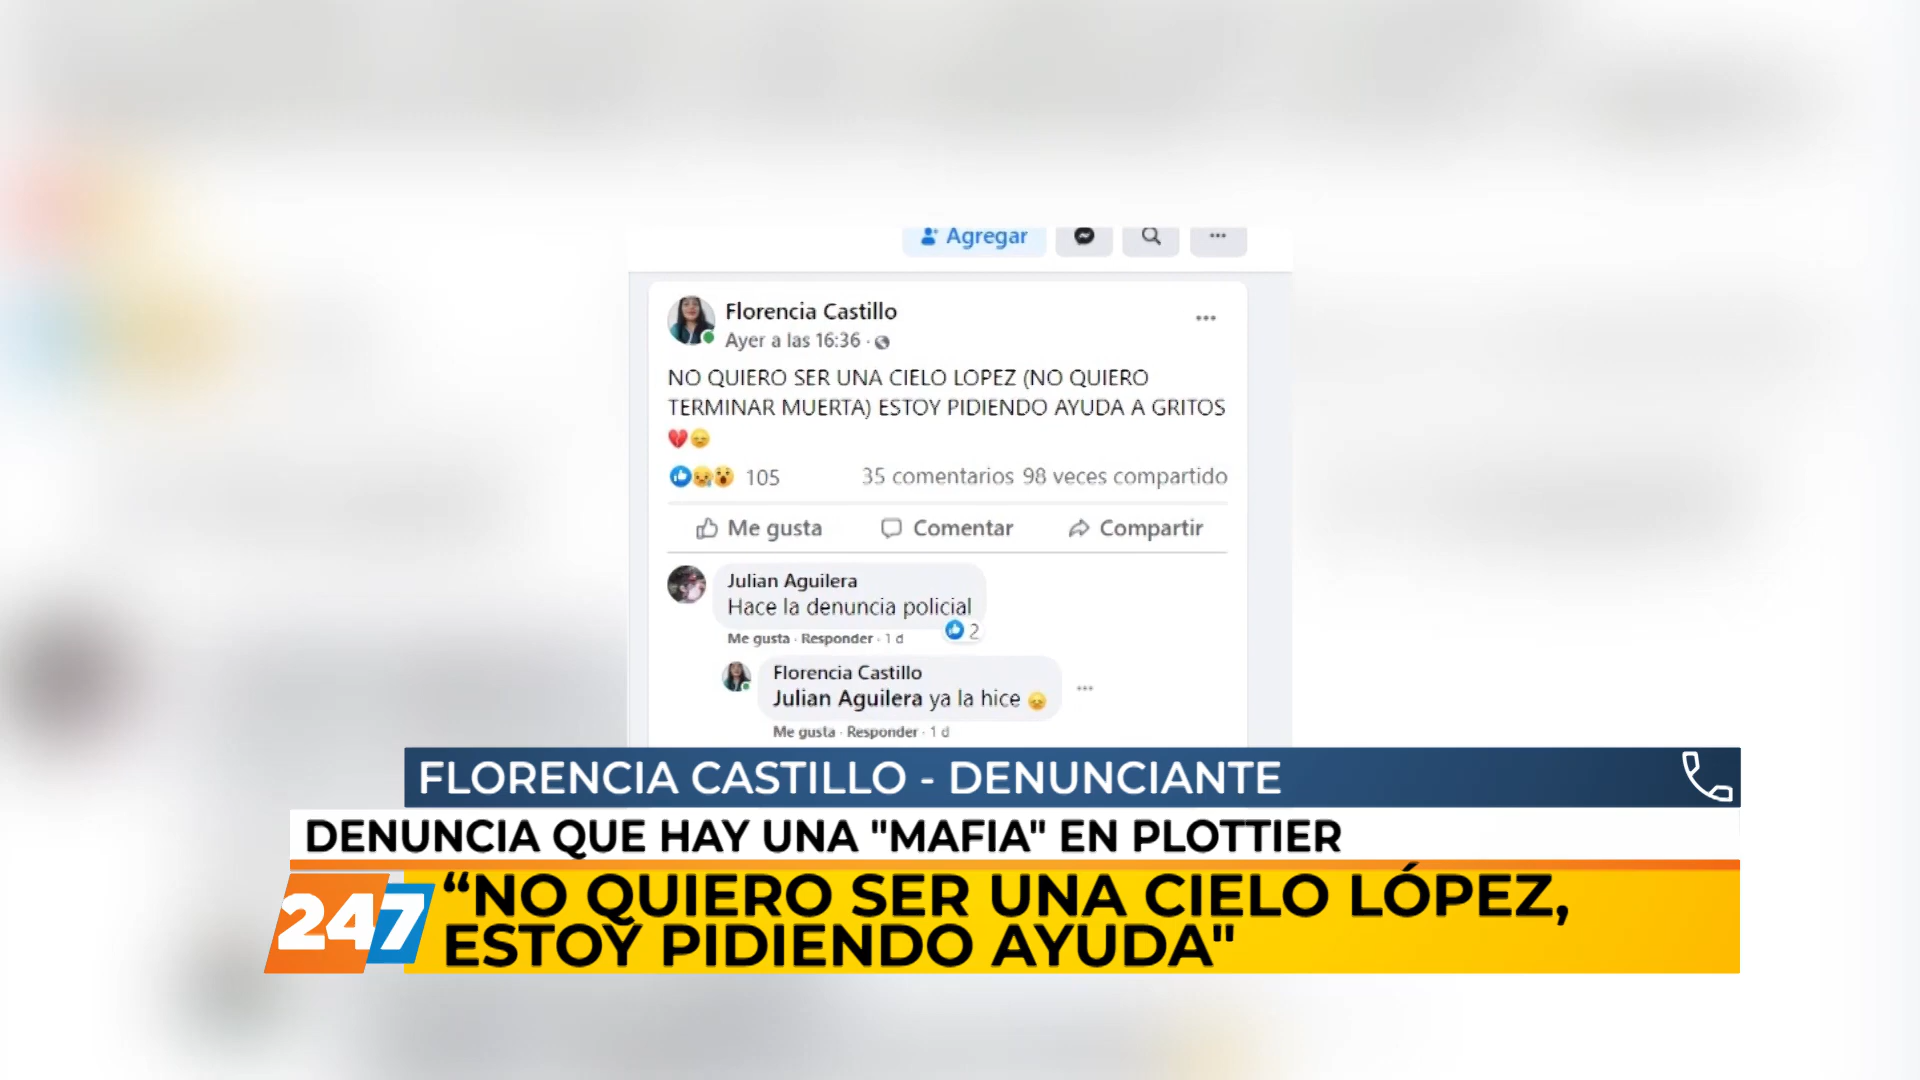 Agregar
Florencia Castillo
Ayer a las 16:36 ·
NO QUIERO SER UNA CIELO LOPEZ (NO QUIERO
TERMINAR MUERTA) ESTOY PIDIENDO AYUDA A GRITOS
💔😞
105 35 comentarios 98 veces compartido
Me gusta Comentar Compartir
Julian Aguilera
Hace la denuncia policial
Me gusta · Responder · 1 d 2
Florencia Castillo
Julian Aguilera ya la hice 😞
Me gusta · Responder · 1 d
FLORENCIA CASTILLO - DENUNCIANTE
DENUNCIA QUE HAY UNA "MAFIA" EN PLOTTIER
247
“NO QUIERO SER UNA CIELO LÓPEZ,
ESTOY PIDIENDO AYUDA"